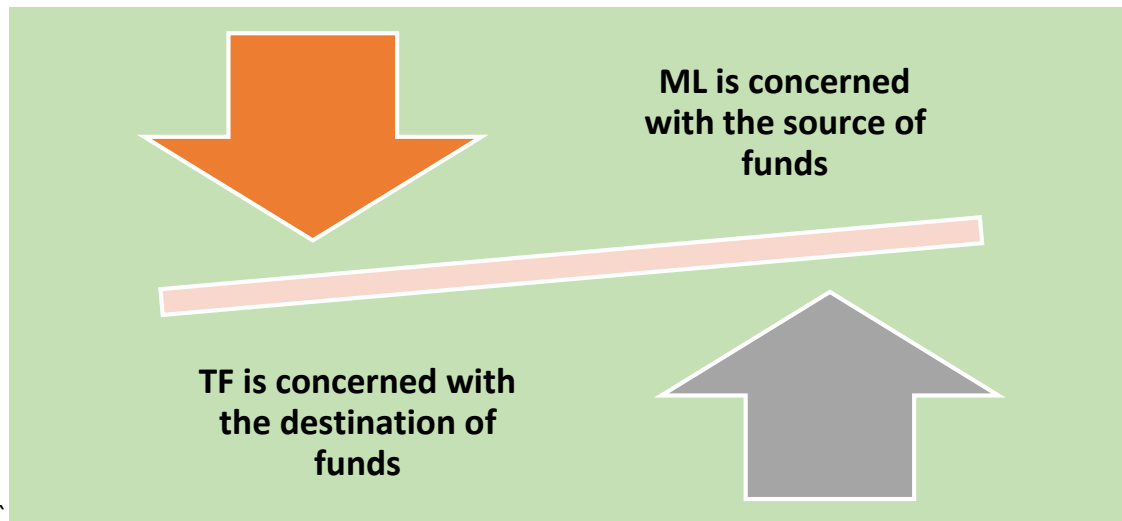 ML is concerned
with the source of
funds
TF is concerned with
the destination of
funds